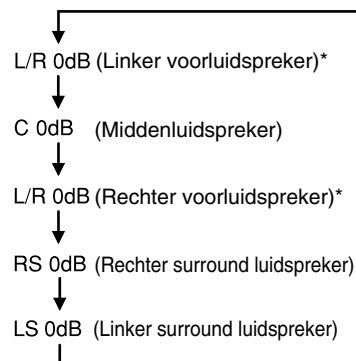 L/R 0dB (Linker voorluidspreker)*
C 0dB (Middenluidspreker)
L/R 0dB (Rechter voorluidspreker)*
RS 0dB (Rechter surround luidspreker)
LS 0dB (Linker surround luidspreker)